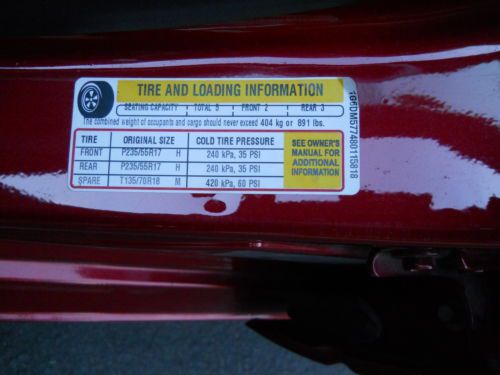 TIRE AND LOADING INFORMATION
SEATING CAPACITY TOTAL 5 FRONT 2 REAR 3
The combined weight of occupants and cargo should never exceed 404 kg or 891 lbs.
TIRE ORIGINAL SIZE COLD TIRE PRESSURE
FRONT P235/55R17 H 240 kPa, 35 PSI
REAR P235/55R17 H 240 kPa, 35 PSI
SPARE T135/70R16 M 420 kPa, 60 PSI
SEE OWNER'S
MANUAL FOR
ADDITIONAL
INFORMATION
1G6DM577480115818